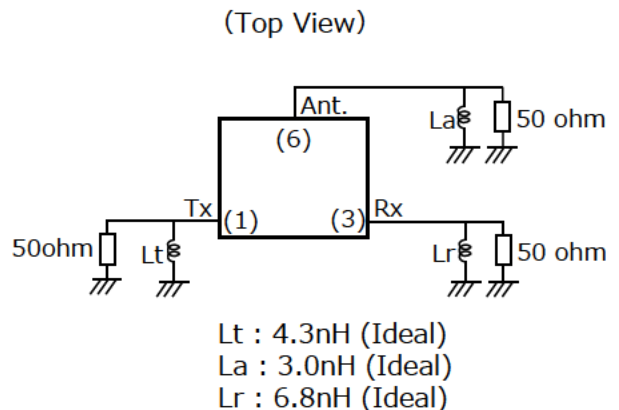 (Top View)
Ant.
(6)
La
50 ohm
Tx
(1)
(3)
Rx
50ohm
Lt
Lr
50 ohm
Lt : 4.3nH (Ideal)
La : 3.0nH (Ideal)
Lr : 6.8nH (Ideal)